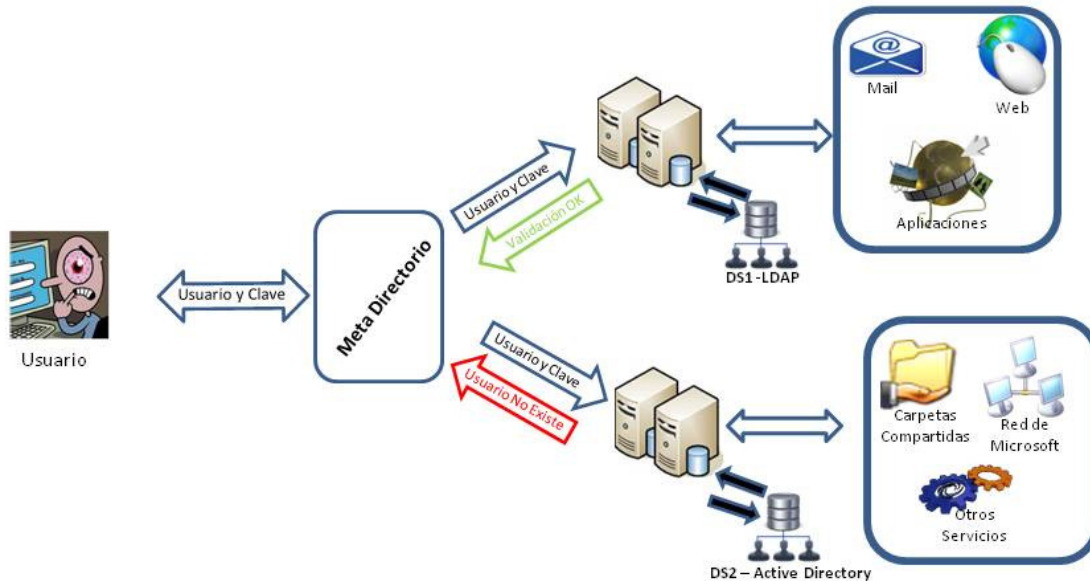 Mail
Web
Aplicaciones
Usuario y Clave
Validación OK
DS1 -LDAP
Usuario y Clave
Usuario
Meta Directorio
Usuario y Clave
Usuario No Existe
Carpetas
Compartidas
Red de
Microsoft
Otros
Servicios
DS2 – Active Directory